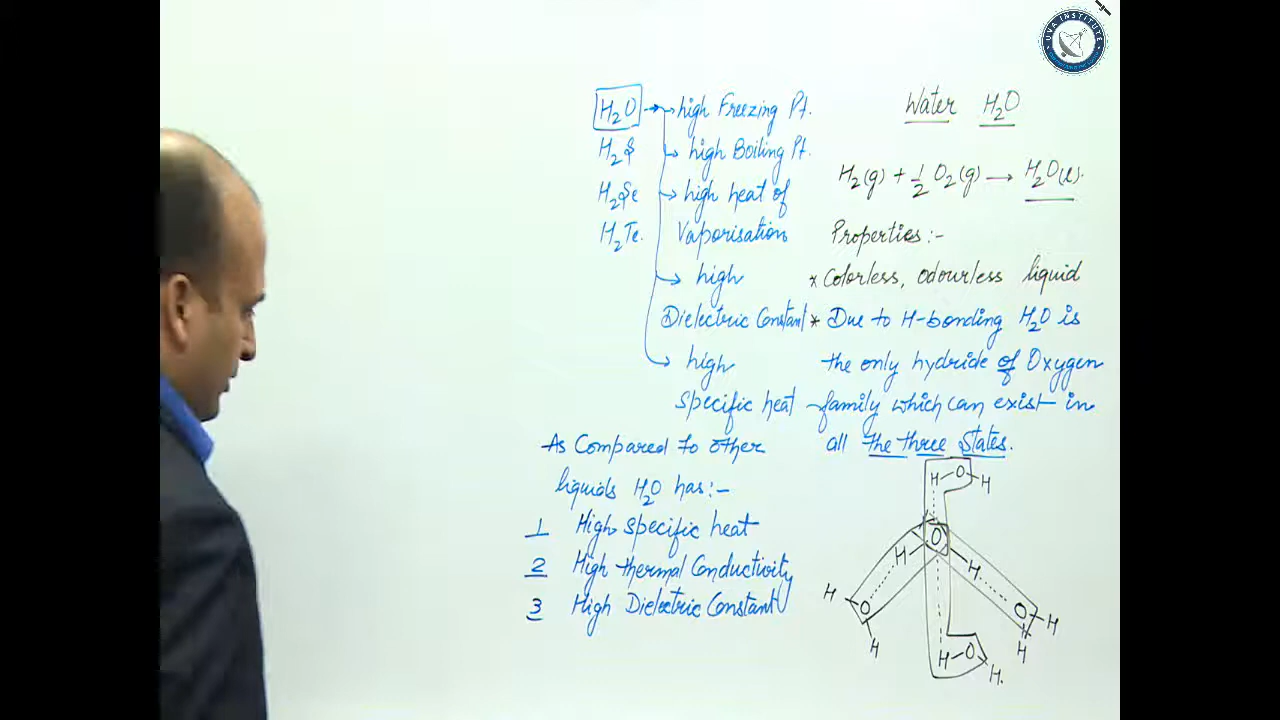 UVA INSTITUTE
Water H₂O
H₂(g) + ½ O₂(g) → H₂O(l).
Properties:-
* Colorless, odourless liquid
* Due to H-bonding H₂O is
the only hydride of Oxygen
family which can exist in
all the three States.
H-O-H
O
H H
H O O H
H H
H-O
H.
H₂O → → high Freezing Pt.
H₂S → high Boiling Pt.
H₂Se → high heat of
H₂Te. Vaporisation
→ high
Dielectric Constant
→ high
specific heat
As Compared to other
liquids H₂O has:-
1 High specific heat
2 High thermal Conductivity
3 High Dielectric Constant